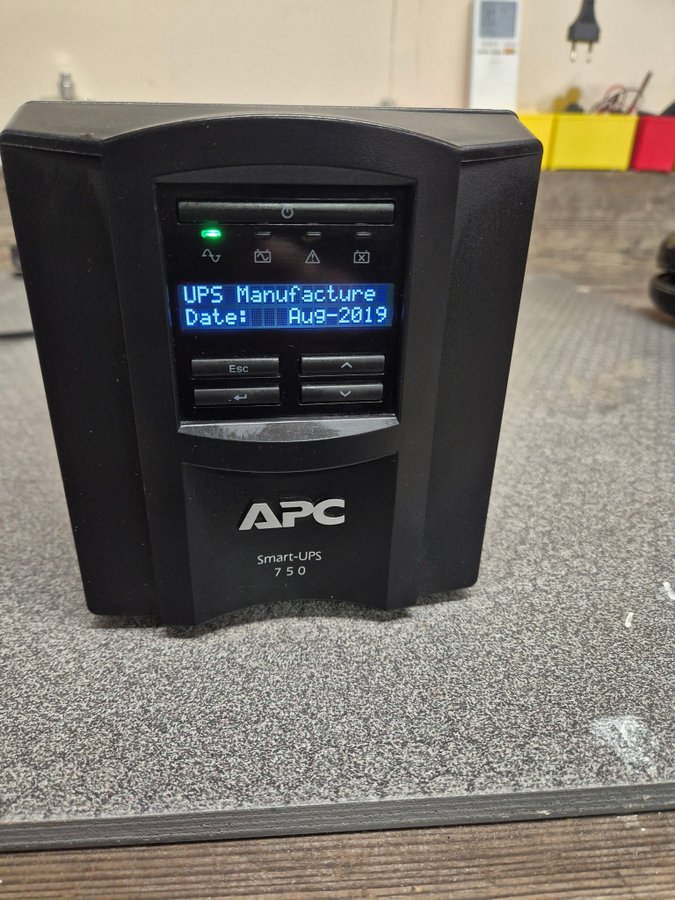 UPS Manufacture
Date: Aug-2019
Esc
APC
Smart-UPS
750